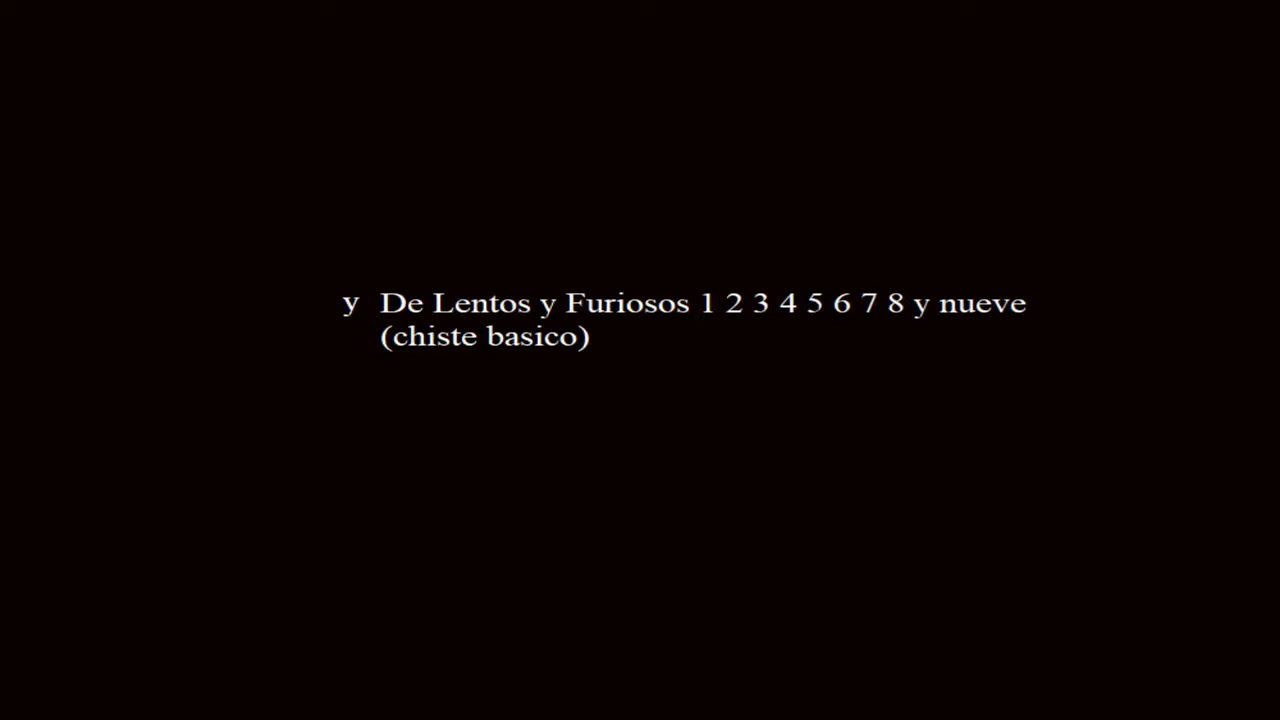 y De Lentos y Furiosos 1 2 3 4 5 6 7 8 y nueve
(chiste basico)